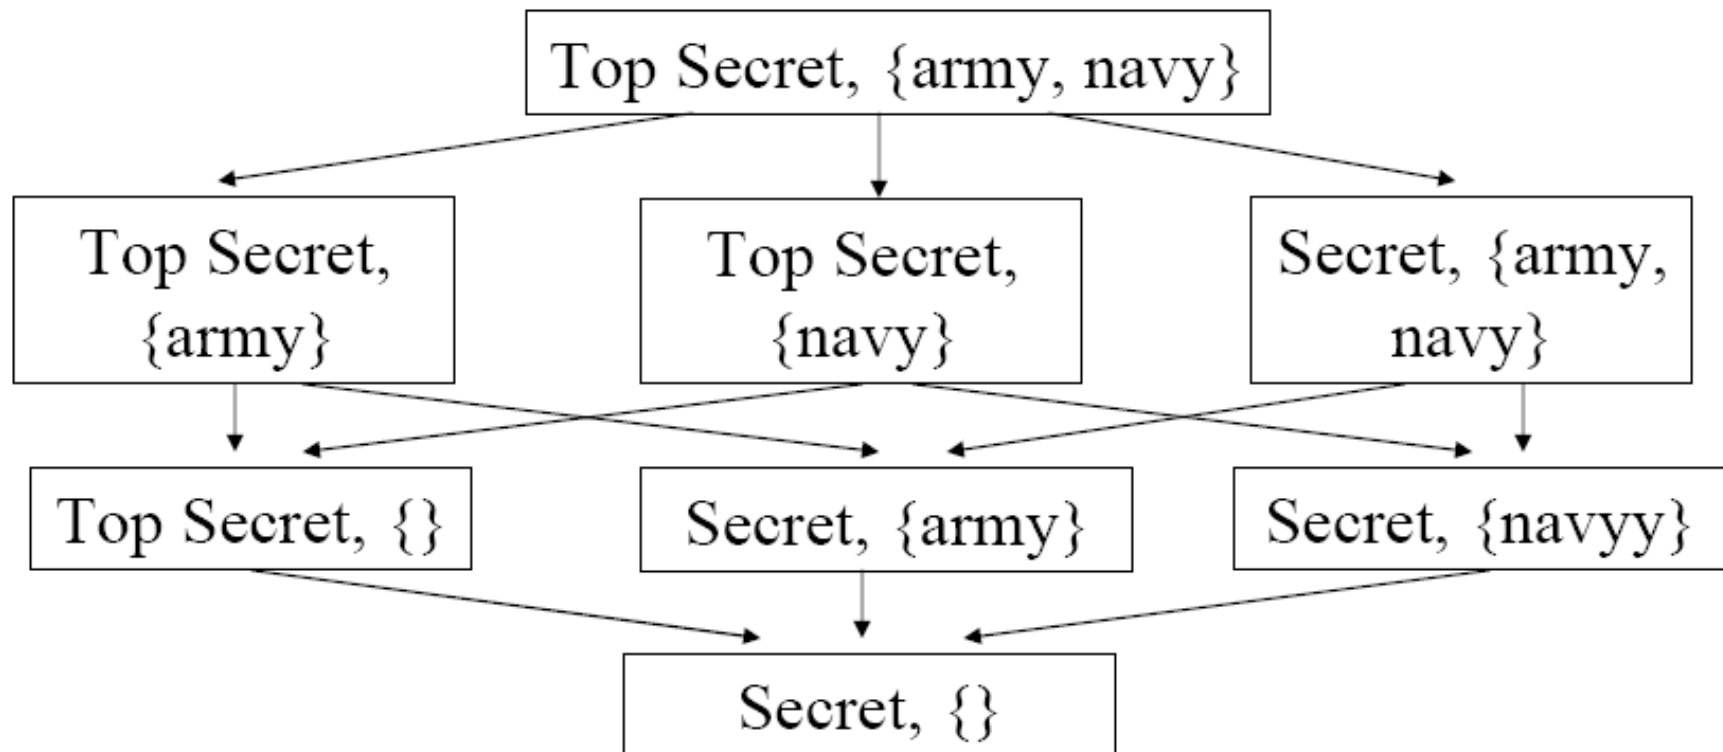 Top Secret, {army, navy}
Top Secret,
{army}
Top Secret,
{navy}
Secret, {army,
navy}
Top Secret, {}
Secret, {army}
Secret, {navyy}
Secret, {}